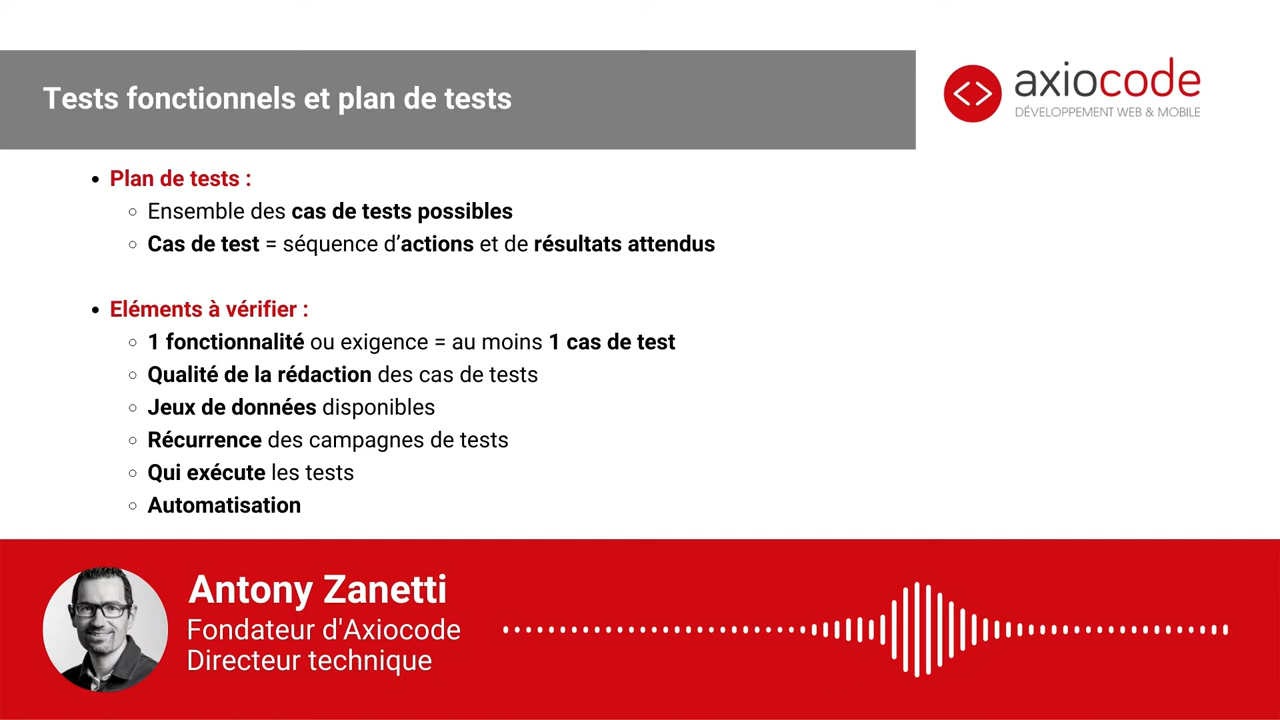 Tests fonctionnels et plan de tests
axiocode
DÉVELOPPEMENT WEB & MOBILE
Plan de tests :
Ensemble des cas de tests possibles
Cas de test = séquence d’actions et de résultats attendus
Eléments à vérifier :
1 fonctionnalité ou exigence = au moins 1 cas de test
Qualité de la rédaction des cas de tests
Jeux de données disponibles
Récurrence des campagnes de tests
Qui exécute les tests
Automatisation
Antony Zanetti
Fondateur d'Axiocode
Directeur technique